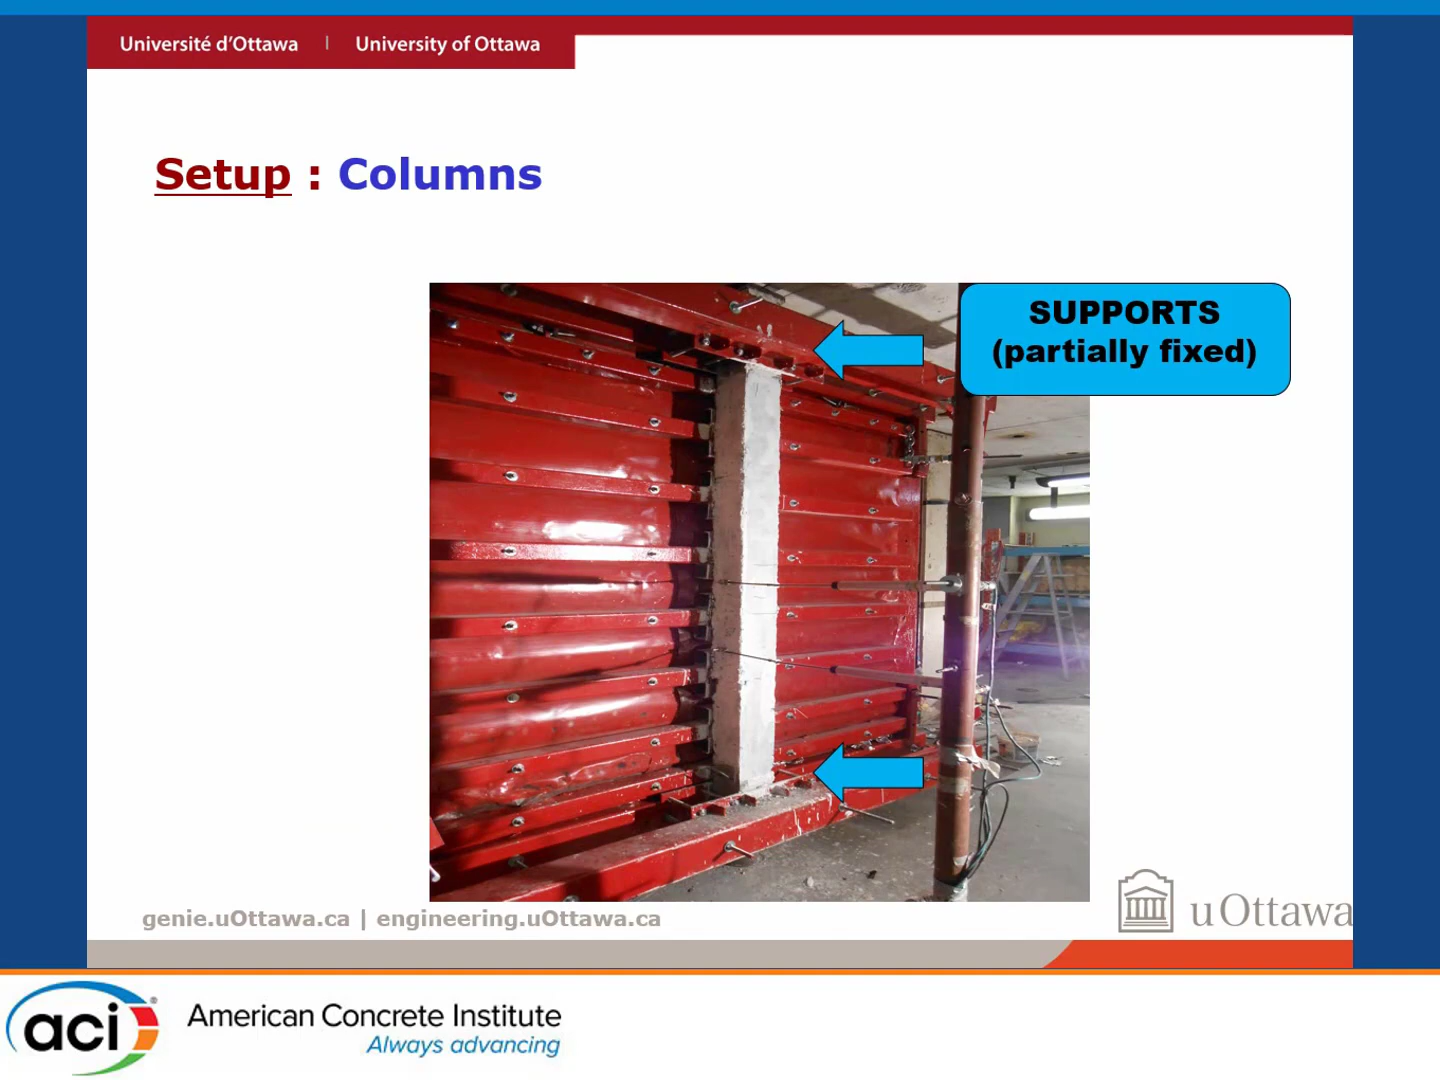 Université d'Ottawa | University of Ottawa
Setup : Columns
SUPPORTS
(partially fixed)
genie.uOttawa.ca | engineering.uOttawa.ca
uOttawa
aci®
American Concrete Institute
Always advancing